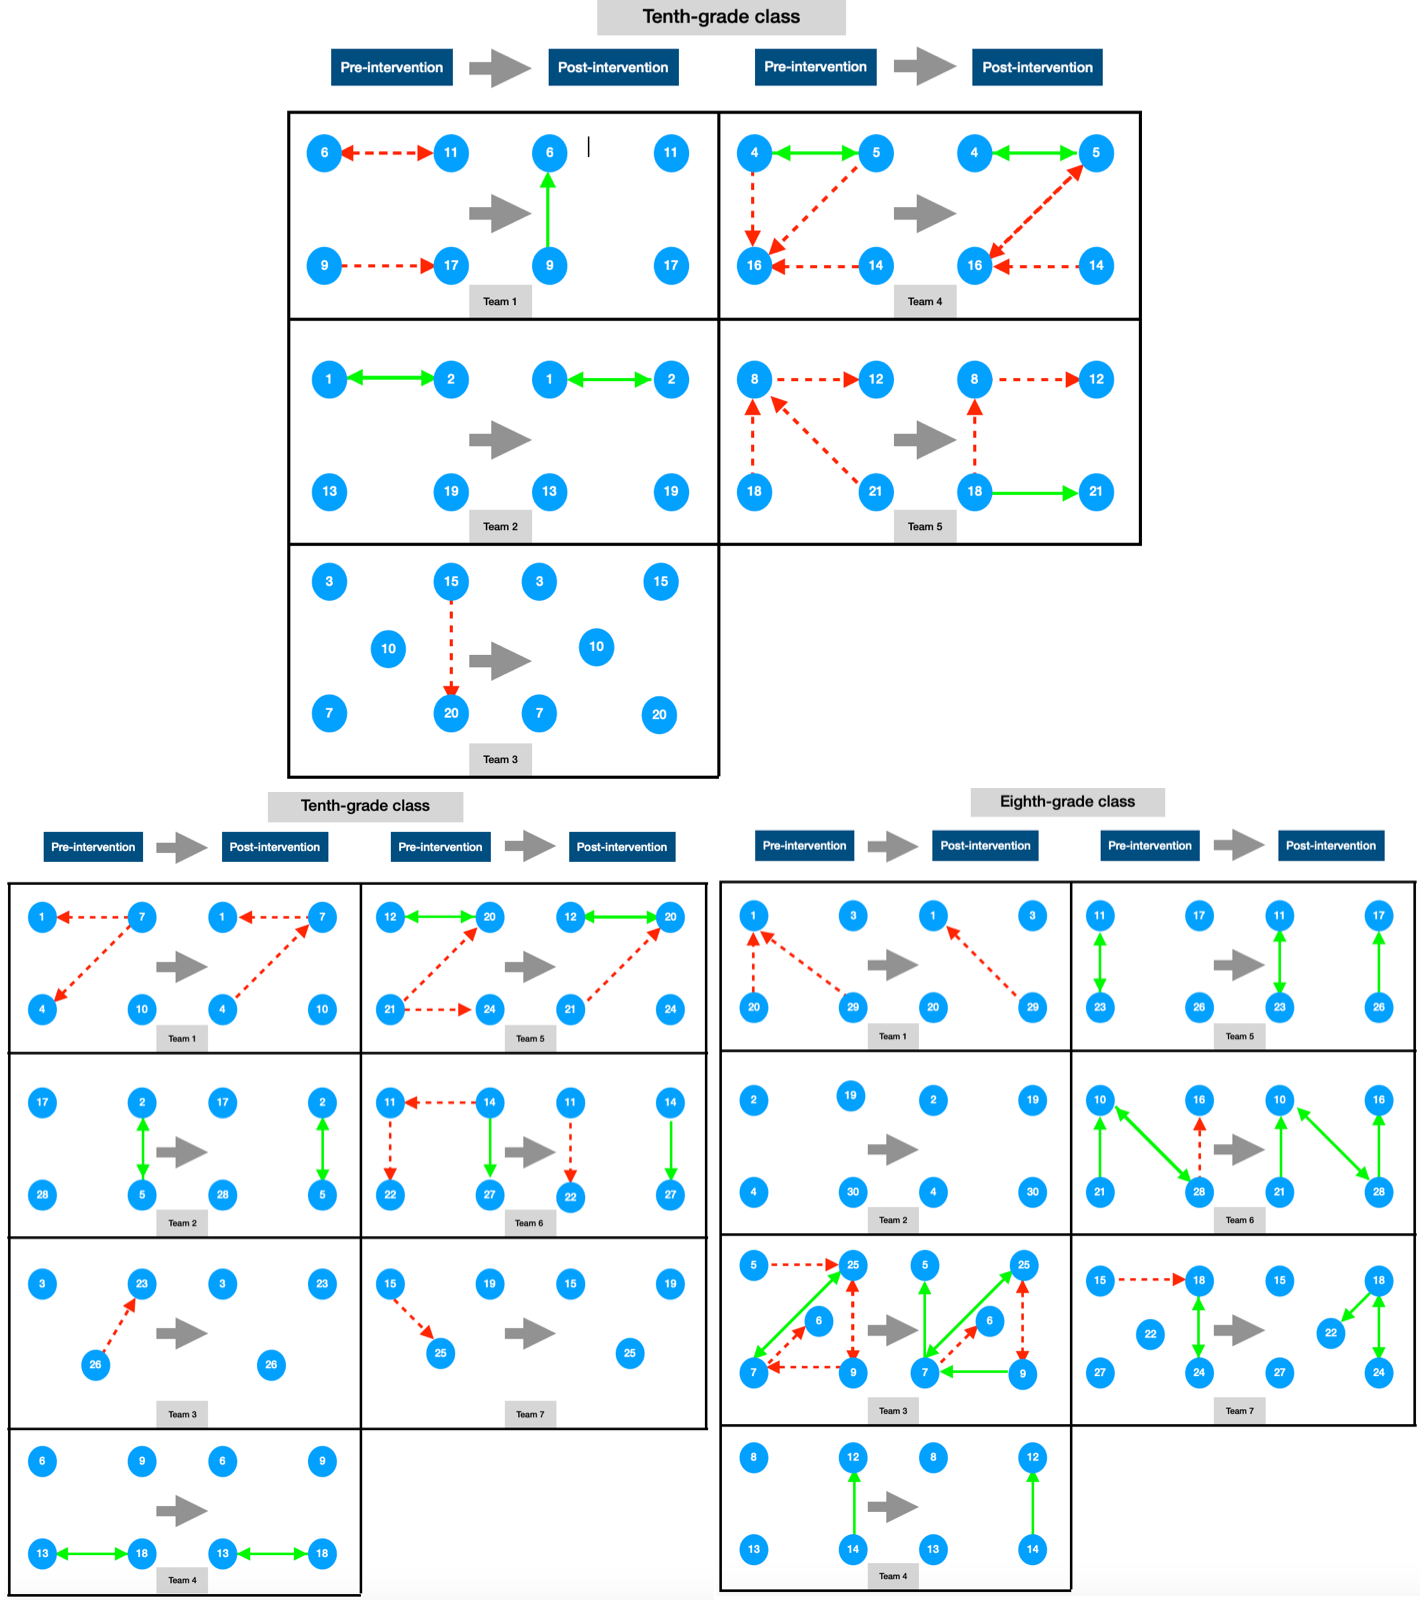 Tenth-grade class
Pre-intervention Post-intervention Pre-intervention Post-intervention
6 11 6 11
9 17 9 17
Team 1
4 5 4 5
16 14 16 14
Team 4
1 2 1 2
13 19 13 19
Team 2
8 12 8 12
18 21 18 21
Team 5
3 15 3 15
10 10
7 20 7 20
Team 3
Tenth-grade class
Pre-intervention Post-intervention Pre-intervention Post-intervention
1 7 1 7
4 10 4 10
Team 1
12 20 12 20
21 24 21 24
Team 5
17 2 17 2
28 5 28 5
Team 2
11 14 11 14
22 27 22 27
Team 6
3 23 3 23
26 26
Team 3
15 19 15 19
25 25
Team 7
6 9 6 9
13 18 13 18
Team 4
Eighth-grade class
Pre-intervention Post-intervention Pre-intervention Post-intervention
1 3 1 3
20 29 20 29
Team 1
11 17 11 17
23 26 23 26
Team 5
2 19 2 19
4 30 4 30
Team 2
10 16 10 16
21 28 21 28
Team 6
5 25 5 25
6 6
7 9 7 9
Team 3
15 18 15 18
22 22
27 24 27 24
Team 7
8 12 8 12
13 14 13 14
Team 4